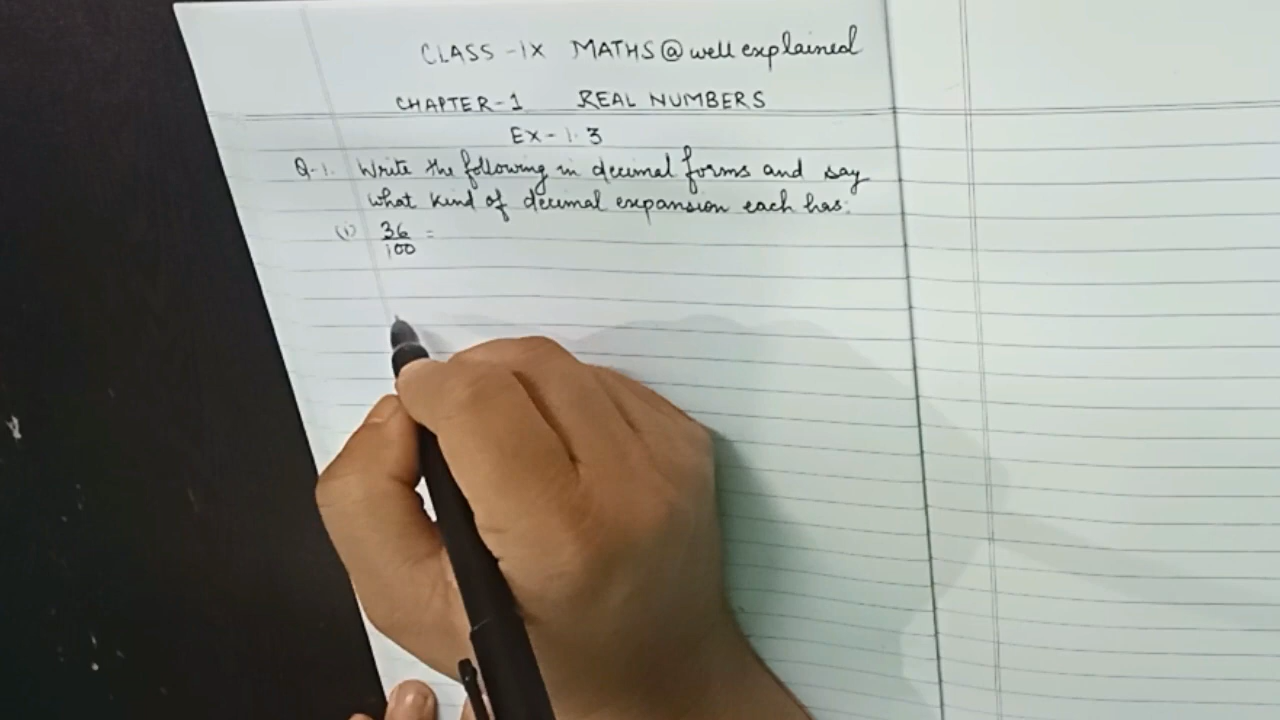 CLASS -IX MATHS@well explained
CHAPTER-1 REAL NUMBERS
EX-1.3
Q-1. Write the following in decimal forms and say
what kind of decimal expansion each has:
(i) 36/100 =